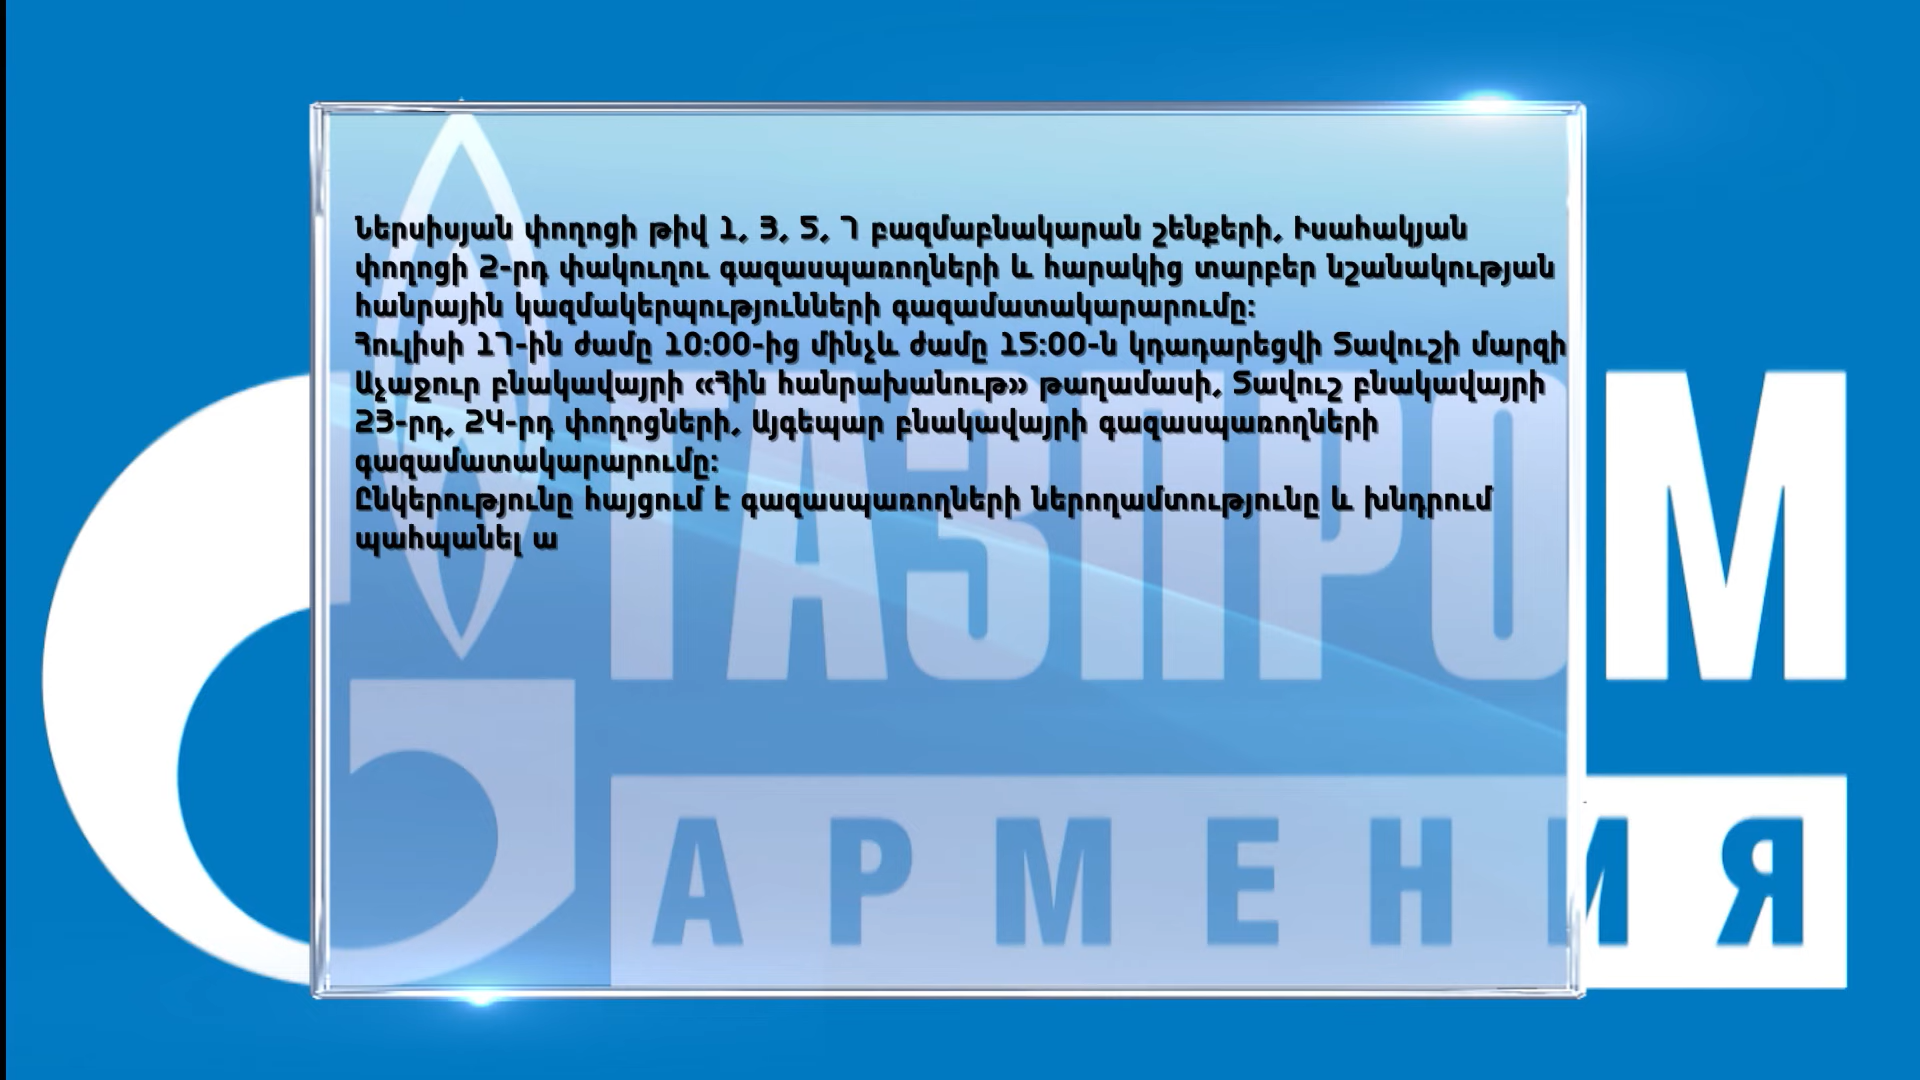 Ներսիսյան փողոցի թիվ 1, 3, 5, 7 բազմաբնակարան շենքերի, Իսահակյան
փողոցի 2-րդ փակուղու գազասպառողների և հարակից տարբեր նշանակության
հանրային կազմակերպությունների գազամատակարարումը:
Հուլիսի 17-ին ժամը 10:00-ից մինչև ժամը 15:00-ն կդադարեցվի Տավուշի մարզի
Աչաջուր բնակավայրի «Հին հանրախանութ» թաղամասի, Տավուշ բնակավայրի
23-րդ, 24-րդ փողոցների, Այգեպար բնակավայրի գազասպառողների
գազամատակարարումը:
Ընկերությունը հայցում է գազասպառողների ներողամտությունը և խնդրում
պահպանել ա
ГАЗПРОМ
АРМЕНИЯ